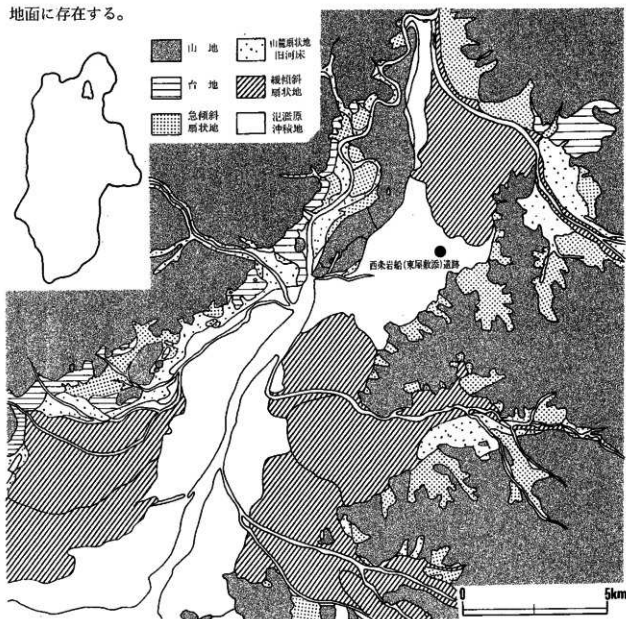 地面に存在する。
山地
山麓扇状地
旧河床
台地
緩傾斜
扇状地
急傾斜
扇状地
氾濫原
沖積地
西条岩船(東屋敷添)遺跡
0 5km